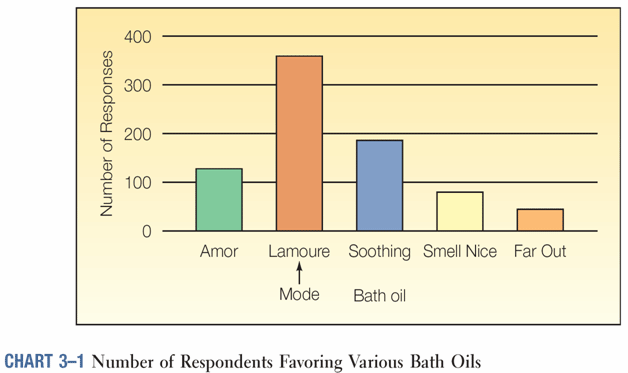 400
300
200
100
0
Number of Responses
Amor Lamoure Soothing Smell Nice Far Out
Mode Bath oil
CHART 3–1 Number of Respondents Favoring Various Bath Oils